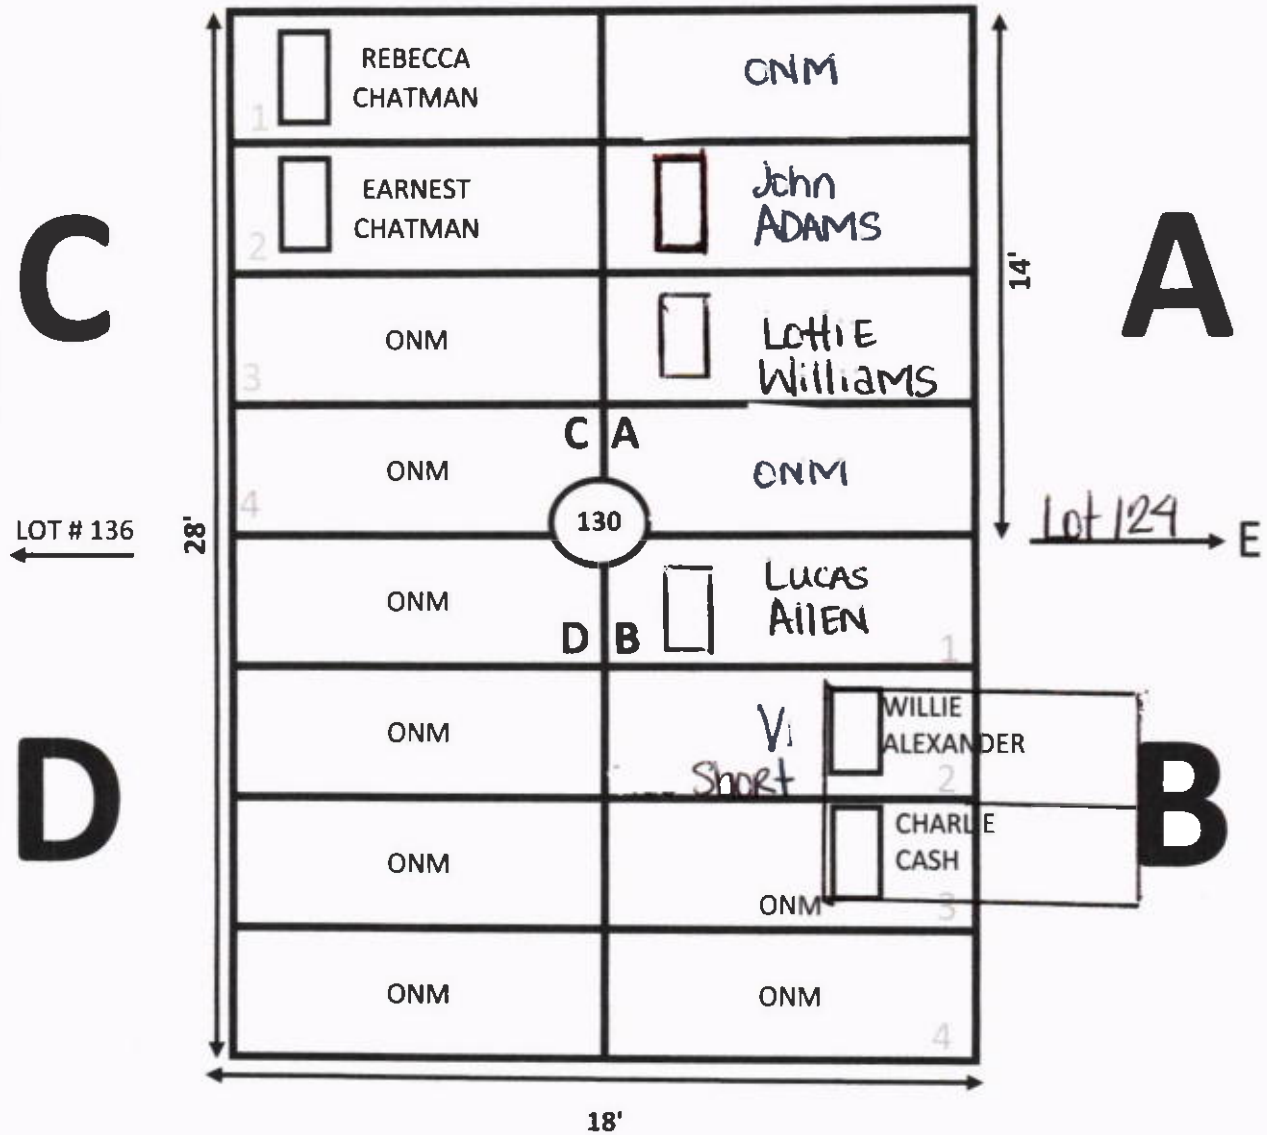 REBECCA
CHATMAN
1
ONM
EARNEST
CHATMAN
2
John
ADAMS
C
A
14'
ONM
3
LOttiE
WilliaMS
C A
ONM
4
ONM
130
LOT # 136
28'
Lot 124
E
ONM
LUCAS
AllEN
D B
1
ONM
Vi
Short
WILLIE
ALEXANDER
2
D
B
ONM
CHARLIE
CASH
ONM
3
ONM
ONM
4
18'